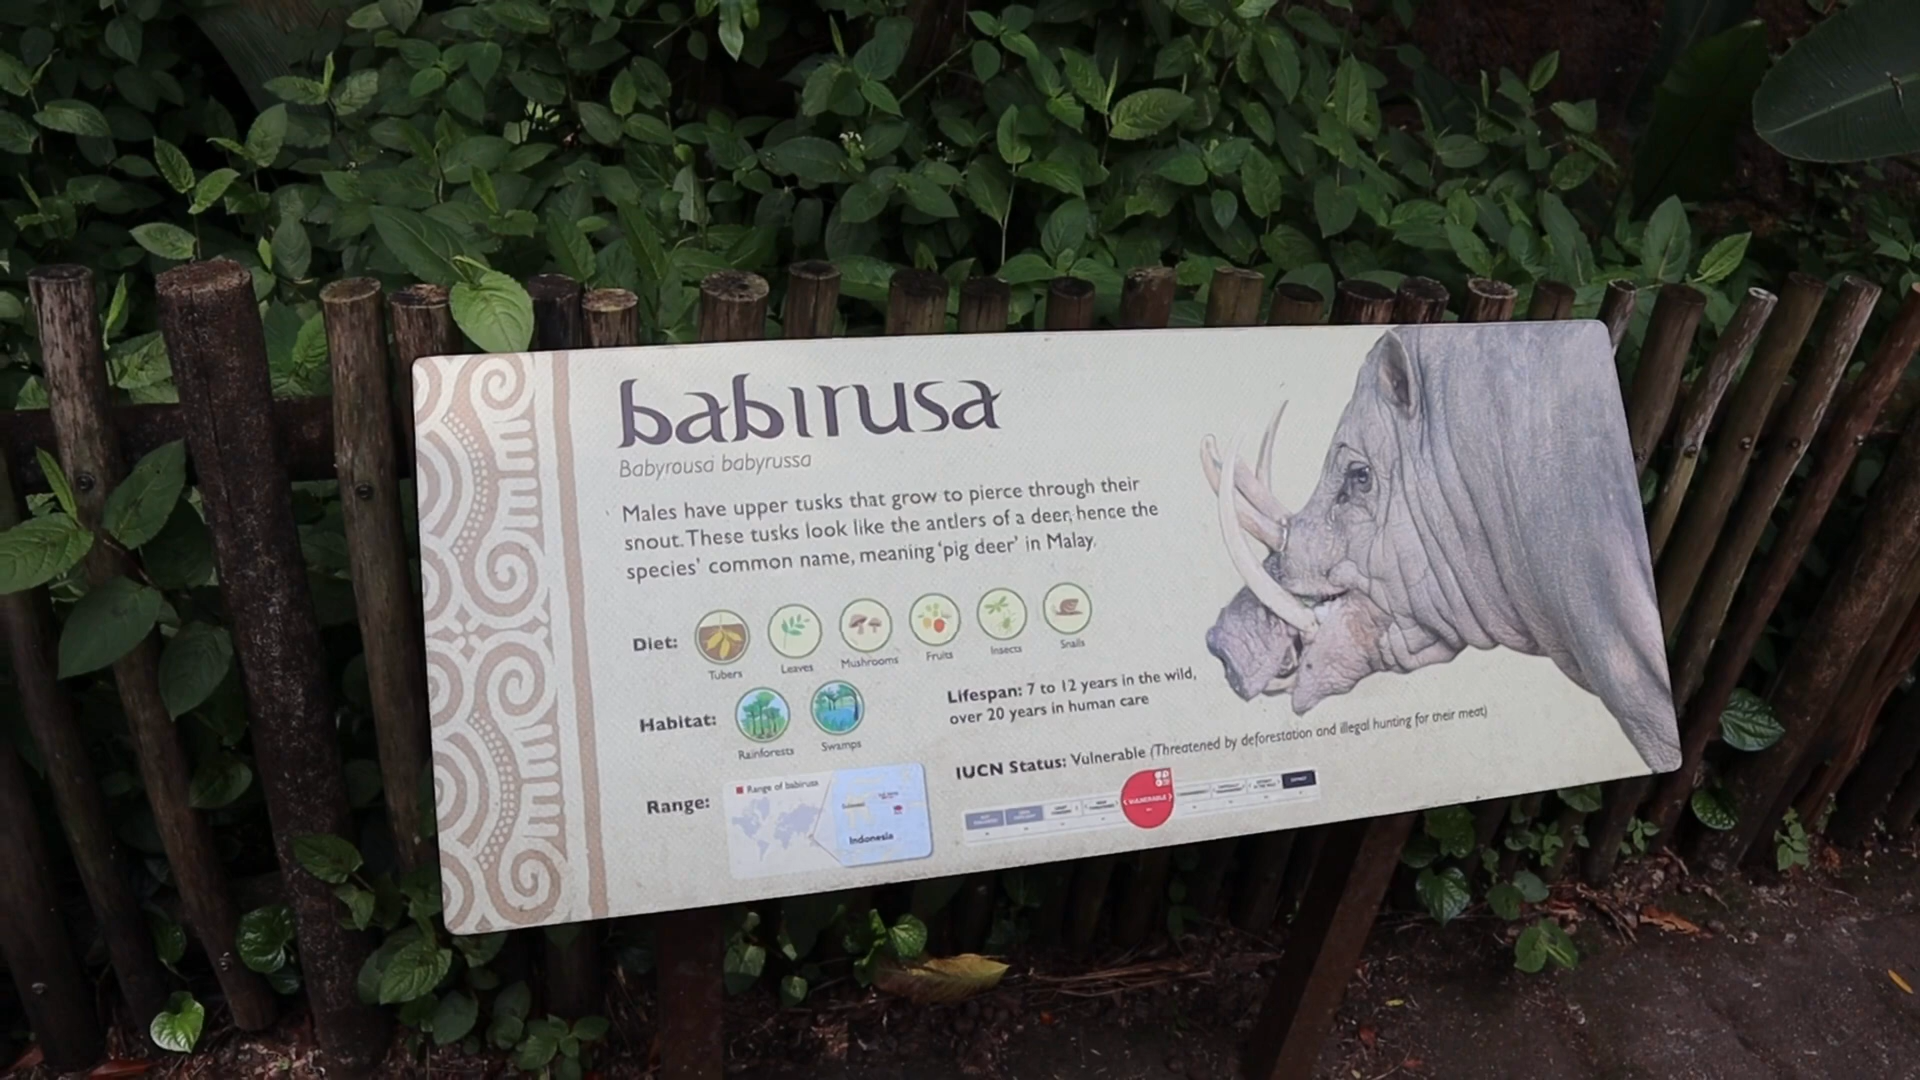 babirusa
Babyrousa babyrussa
Males have upper tusks that grow to pierce through their
snout. These tusks look like the antlers of a deer, hence the
species' common name, meaning 'pig deer' in Malay.
Diet:
Tubers Leaves Mushrooms Fruits Insects Snails
Habitat:
Rainforests Swamps
Lifespan: 7 to 12 years in the wild,
over 20 years in human care
IUCN Status: Vulnerable (Threatened by deforestation and illegal hunting for their meat)
Range:
Range of babirusa
Indonesia
VULNERABLE